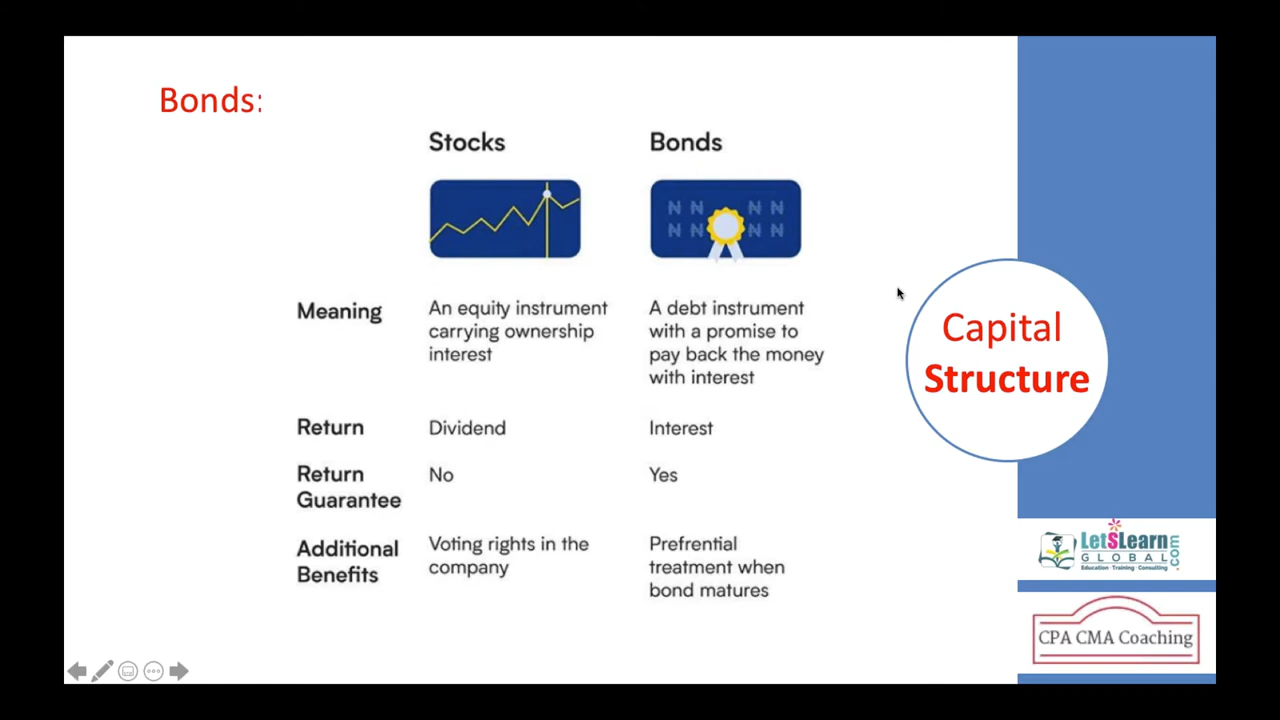 Bonds:
Stocks
Bonds
₦ ₦ ₦ ₦
₦ ₦ ₦ ₦
Meaning
An equity instrument
carrying ownership
interest
A debt instrument
with a promise to
pay back the money
with interest
Return
Dividend
Interest
Return
Guarantee
No
Yes
Additional
Benefits
Voting rights in the
company
Prefrential
treatment when
bond matures
Capital
Structure
LetSLearn
GLOBAL
.com
Education - Training - Consulting
CPA CMA Coaching